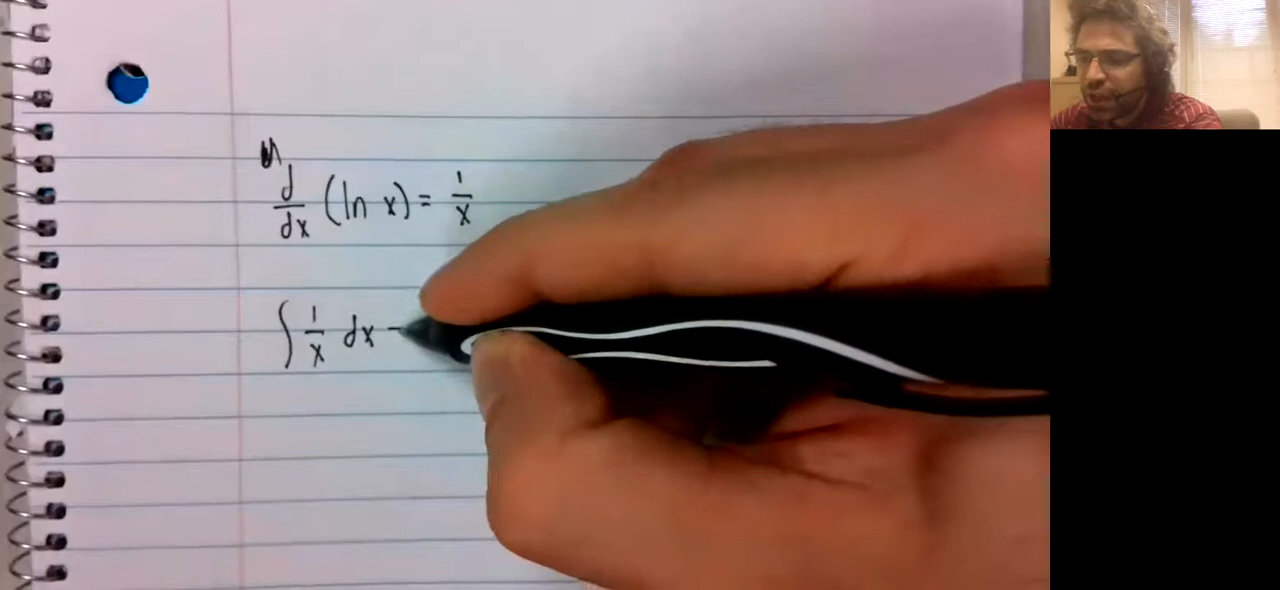 d/dx (ln x) = 1/x
∫ 1/x dx -